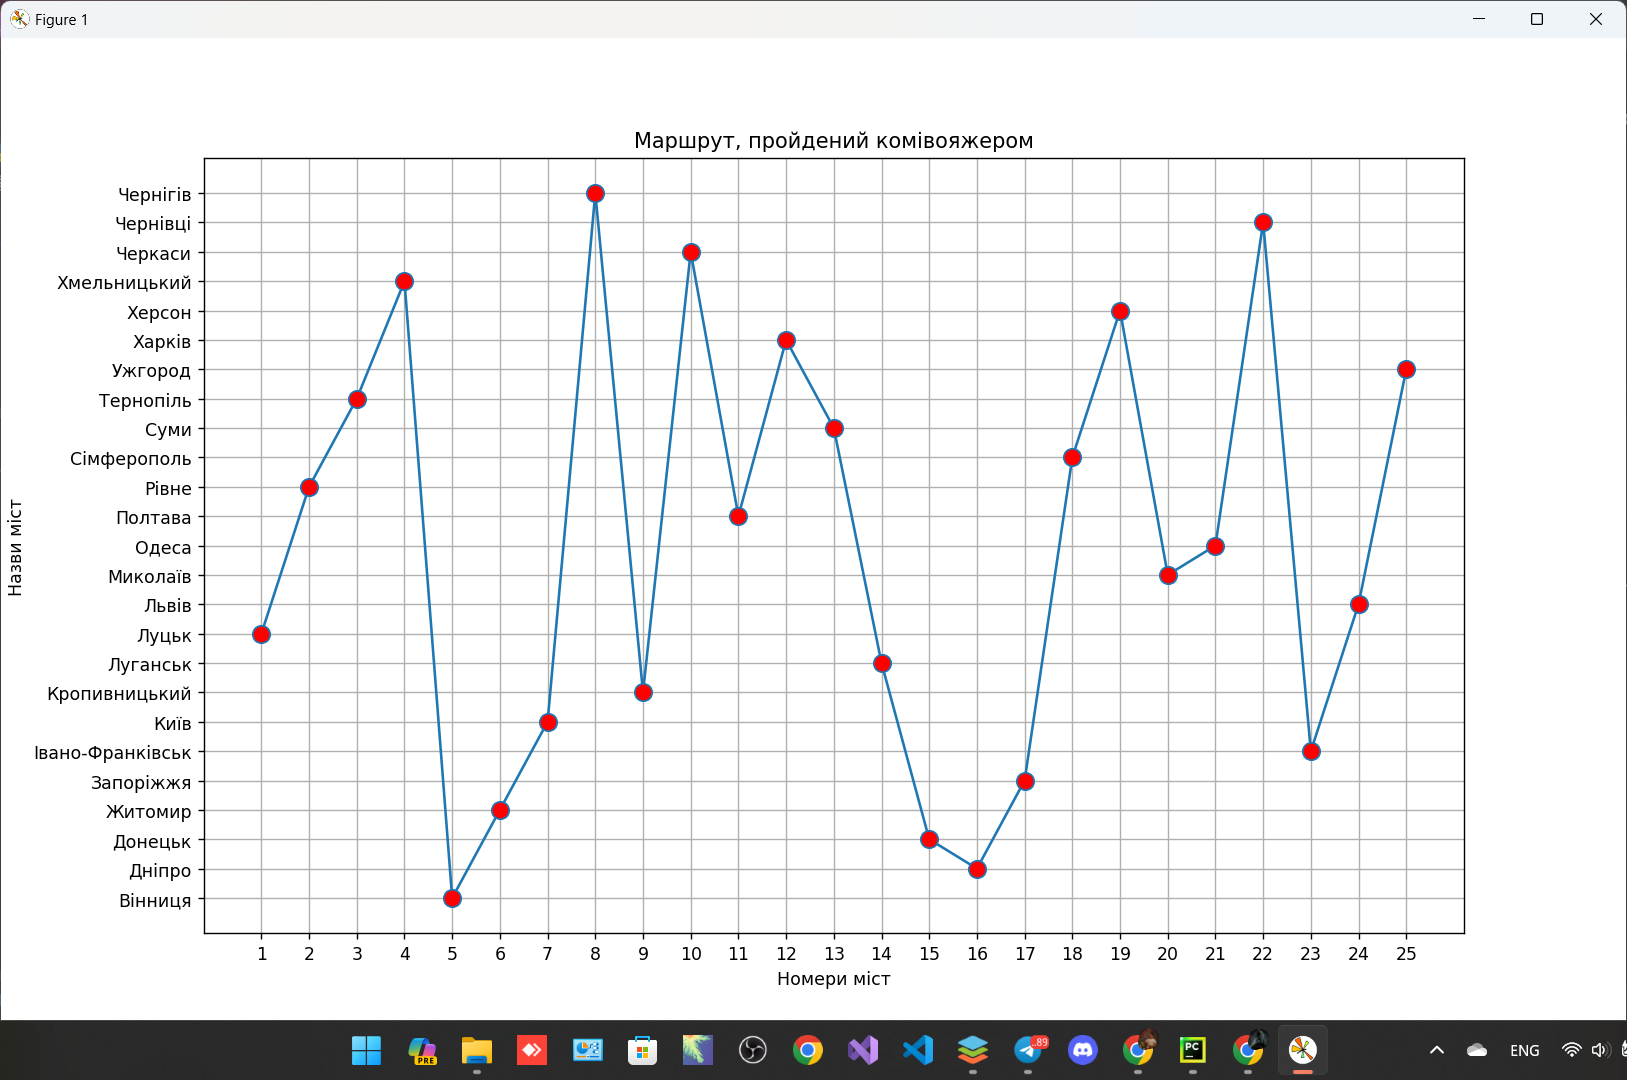 Figure 1
Маршрут, пройдений комівояжером
Чернігів
Чернівці
Черкаси
Хмельницький
Херсон
Харків
Ужгород
Тернопіль
Суми
Сімферополь
Рівне
Полтава
Одеса
Миколаїв
Львів
Луцьк
Луганськ
Кропивницький
Київ
Івано-Франківськ
Запоріжжя
Житомир
Донецьк
Дніпро
Вінниця
Назви міст
1 2 3 4 5 6 7 8 9 10 11 12 13 14 15 16 17 18 19 20 21 22 23 24 25
Номери міст
PRE
.89
PC
ENG